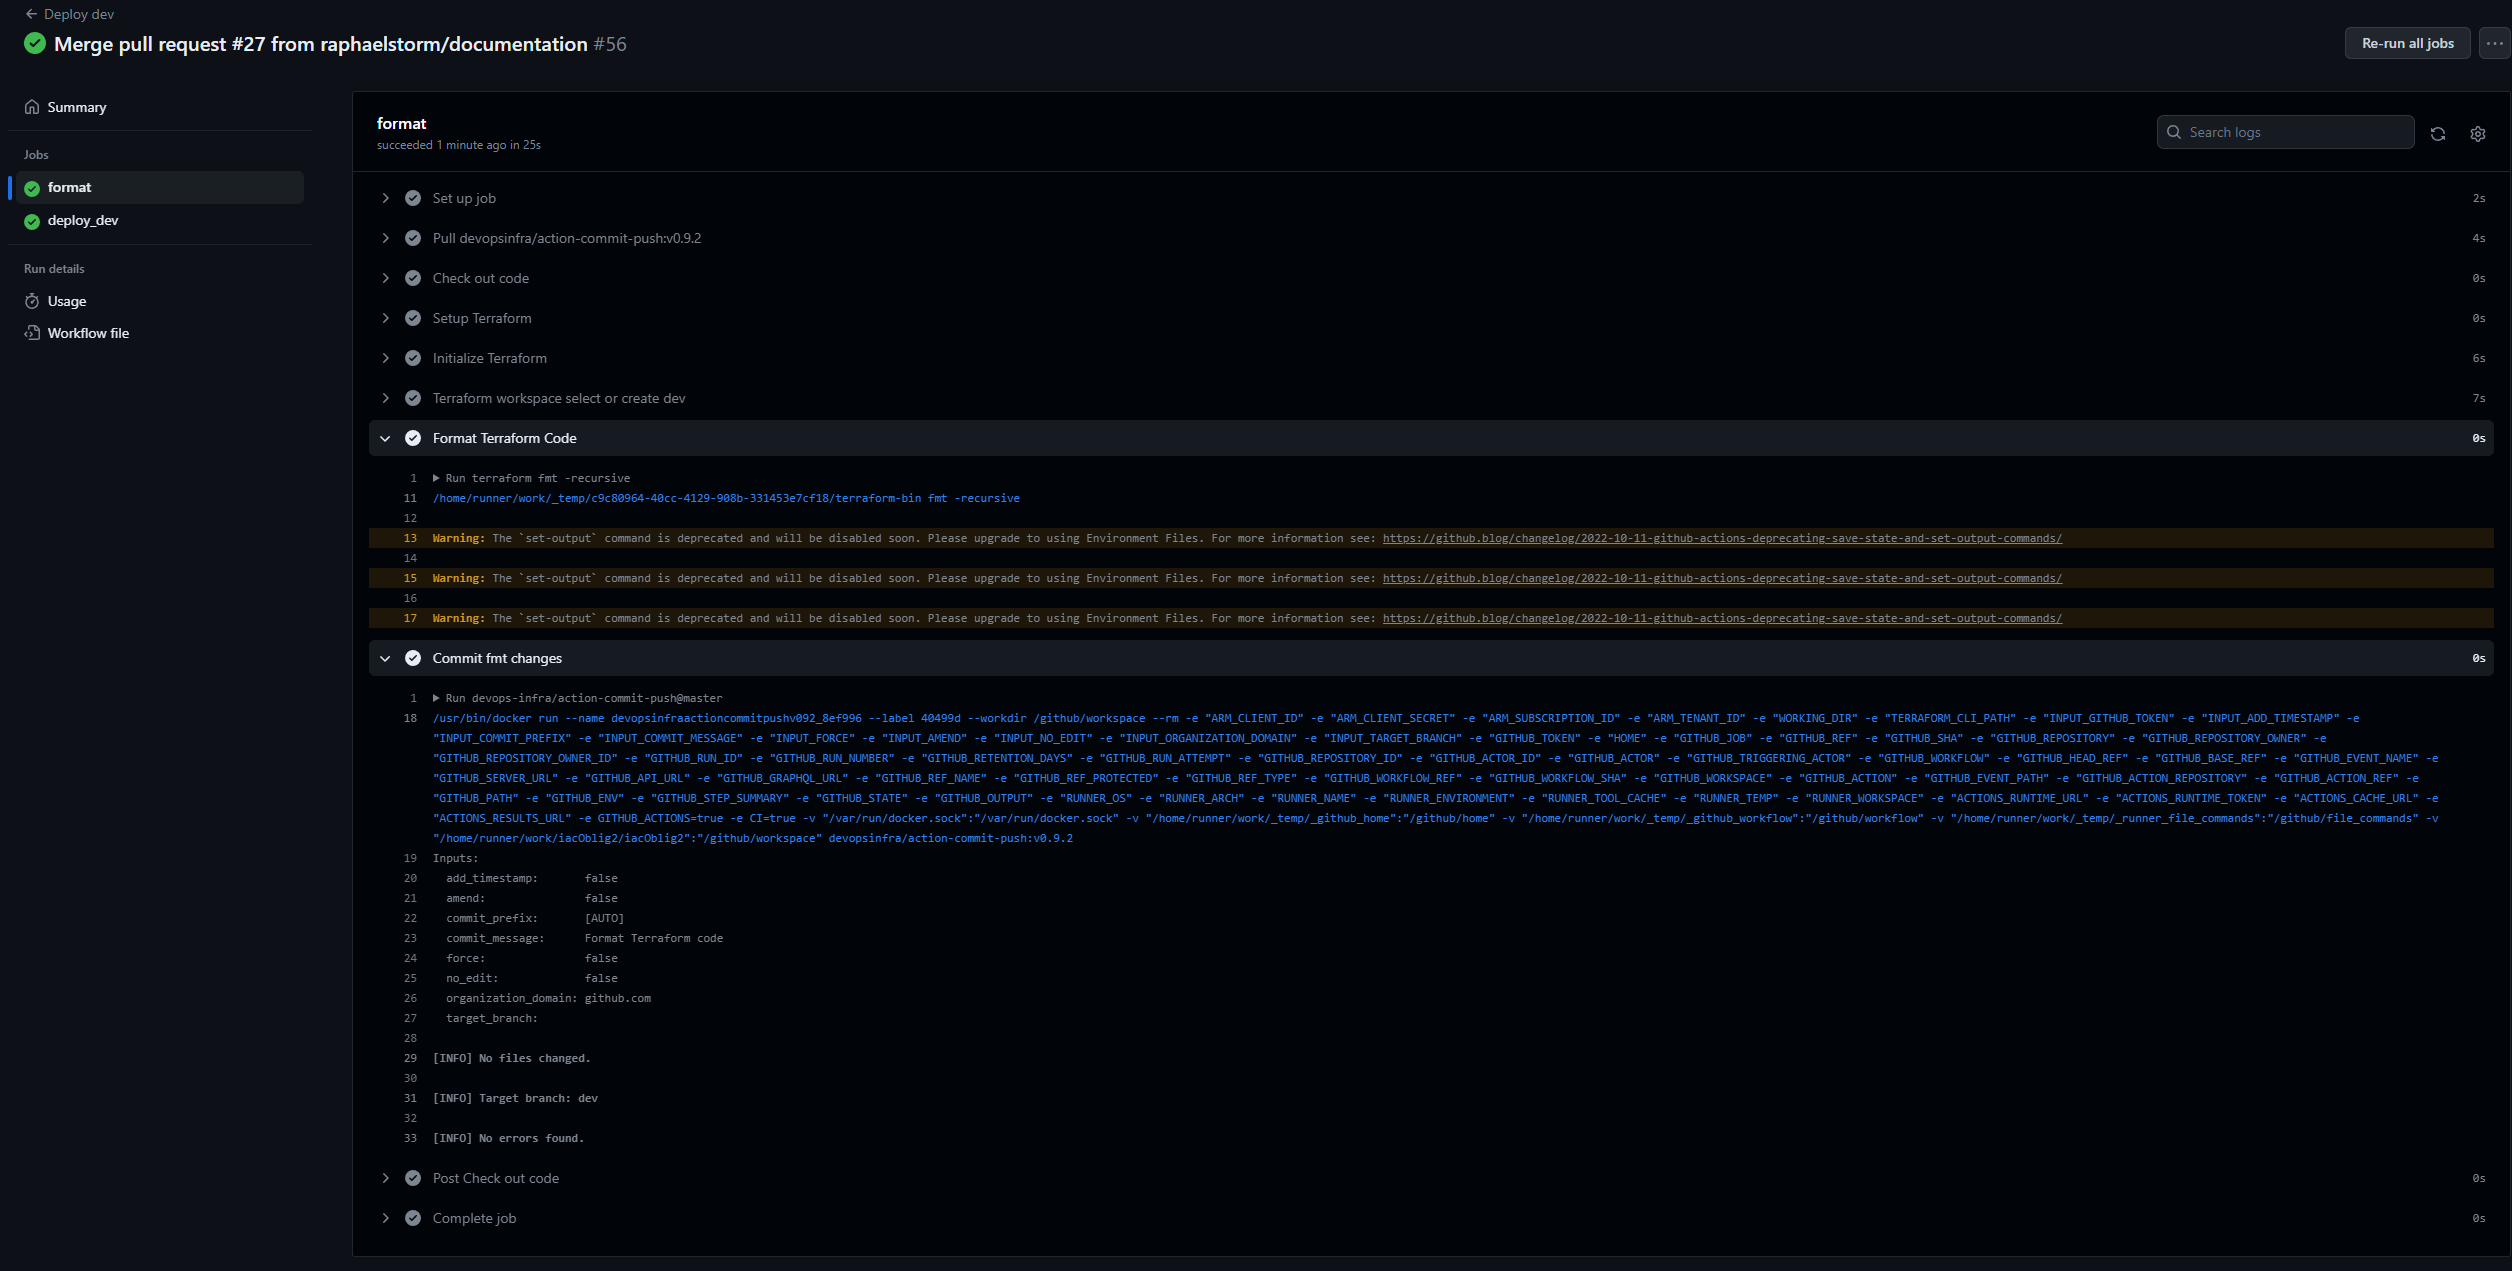 Deploy dev
Merge pull request #27 from raphaelstorm/documentation #56
Re-run all jobs
Summary
Jobs
format
deploy_dev
Run details
Usage
Workflow file
format
succeeded 1 minute ago in 25s
Search logs
Set up job 2s
Pull devopsinfra/action-commit-push:v0.9.2 4s
Check out code 0s
Setup Terraform 0s
Initialize Terraform 6s
Terraform workspace select or create dev 7s
Format Terraform Code 0s
1 Run terraform fmt -recursive
11 /home/runner/work/_temp/c9c80964-40cc-4129-908b-331453e7cf18/terraform-bin fmt -recursive
12
13 Warning: The `set-output` command is deprecated and will be disabled soon. Please upgrade to using Environment Files. For more information see: https://github.blog/changelog/2022-10-11-github-actions-deprecating-save-state-and-set-output-commands/
14
15 Warning: The `set-output` command is deprecated and will be disabled soon. Please upgrade to using Environment Files. For more information see: https://github.blog/changelog/2022-10-11-github-actions-deprecating-save-state-and-set-output-commands/
16
17 Warning: The `set-output` command is deprecated and will be disabled soon. Please upgrade to using Environment Files. For more information see: https://github.blog/changelog/2022-10-11-github-actions-deprecating-save-state-and-set-output-commands/
Commit fmt changes 0s
1 Run devops-infra/action-commit-push@master
18 /usr/bin/docker run --name devopsinfraactioncommitpushv092_8ef996 --label 40499d --workdir /github/workspace --rm -e "ARM_CLIENT_ID" -e "ARM_CLIENT_SECRET" -e "ARM_SUBSCRIPTION_ID" -e "ARM_TENANT_ID" -e "WORKING_DIR" -e "TERRAFORM_CLI_PATH" -e "INPUT_GITHUB_TOKEN" -e "INPUT_ADD_TIMESTAMP" -e
"INPUT_COMMIT_PREFIX" -e "INPUT_COMMIT_MESSAGE" -e "INPUT_FORCE" -e "INPUT_AMEND" -e "INPUT_NO_EDIT" -e "INPUT_ORGANIZATION_DOMAIN" -e "INPUT_TARGET_BRANCH" -e "GITHUB_TOKEN" -e "HOME" -e "GITHUB_JOB" -e "GITHUB_REF" -e "GITHUB_SHA" -e "GITHUB_REPOSITORY" -e "GITHUB_REPOSITORY_OWNER" -e
"GITHUB_REPOSITORY_OWNER_ID" -e "GITHUB_RUN_ID" -e "GITHUB_RUN_NUMBER" -e "GITHUB_RETENTION_DAYS" -e "GITHUB_RUN_ATTEMPT" -e "GITHUB_REPOSITORY_ID" -e "GITHUB_ACTOR_ID" -e "GITHUB_ACTOR" -e "GITHUB_TRIGGERING_ACTOR" -e "GITHUB_WORKFLOW" -e "GITHUB_HEAD_REF" -e "GITHUB_BASE_REF" -e "GITHUB_EVENT_NAME" -e
"GITHUB_SERVER_URL" -e "GITHUB_API_URL" -e "GITHUB_GRAPHQL_URL" -e "GITHUB_REF_NAME" -e "GITHUB_REF_PROTECTED" -e "GITHUB_REF_TYPE" -e "GITHUB_WORKFLOW_REF" -e "GITHUB_WORKFLOW_SHA" -e "GITHUB_WORKSPACE" -e "GITHUB_ACTION" -e "GITHUB_EVENT_PATH" -e "GITHUB_ACTION_REPOSITORY" -e "GITHUB_ACTION_REF" -e
"GITHUB_PATH" -e "GITHUB_ENV" -e "GITHUB_STEP_SUMMARY" -e "GITHUB_STATE" -e "GITHUB_OUTPUT" -e "RUNNER_OS" -e "RUNNER_ARCH" -e "RUNNER_NAME" -e "RUNNER_ENVIRONMENT" -e "RUNNER_TOOL_CACHE" -e "RUNNER_TEMP" -e "RUNNER_WORKSPACE" -e "ACTIONS_RUNTIME_URL" -e "ACTIONS_RUNTIME_TOKEN" -e "ACTIONS_CACHE_URL" -e
"ACTIONS_RESULTS_URL" -e GITHUB_ACTIONS=true -e CI=true -v "/var/run/docker.sock":"/var/run/docker.sock" -v "/home/runner/work/_temp/_github_home":"/github/home" -v "/home/runner/work/_temp/_github_workflow":"/github/workflow" -v "/home/runner/work/_temp/_runner_file_commands":"/github/file_commands" -v
"/home/runner/work/iacOblig2/iacOblig2":"/github/workspace" devopsinfra/action-commit-push:v0.9.2
19 Inputs:
20 add_timestamp: false
21 amend: false
22 commit_prefix: [AUTO]
23 commit_message: Format Terraform code
24 force: false
25 no_edit: false
26 organization_domain: github.com
27 target_branch:
28
29 [INFO] No files changed.
30
31 [INFO] Target branch: dev
32
33 [INFO] No errors found.
Post Check out code 0s
Complete job 0s